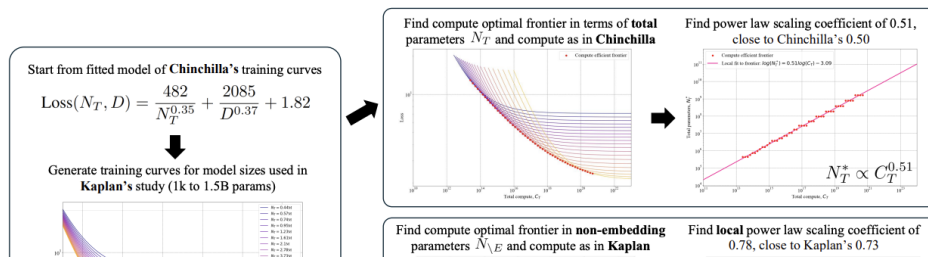 Start from fitted model of Chinchilla's training curves
Loss(N_T, D) = 482/N_T^0.35 + 2085/D^0.37 + 1.82
Generate training curves for model sizes used in
Kaplan's study (1k to 1.5B params)
Find compute optimal frontier in terms of total
parameters N_T and compute as in Chinchilla
Compute efficient frontier
Loss
Total compute, C_T
Find power law scaling coefficient of 0.51,
close to Chinchilla's 0.50
Compute efficient frontier
Local fit to frontier: log(N_T^*) = 0.51log(C_T) − 3.09
Total parameters, N_T^*
N_T^* ∝ C_T^0.51
Total compute, C_T
Find compute optimal frontier in non-embedding
parameters N_\E and compute as in Kaplan
Find local power law scaling coefficient of
0.78, close to Kaplan's 0.73